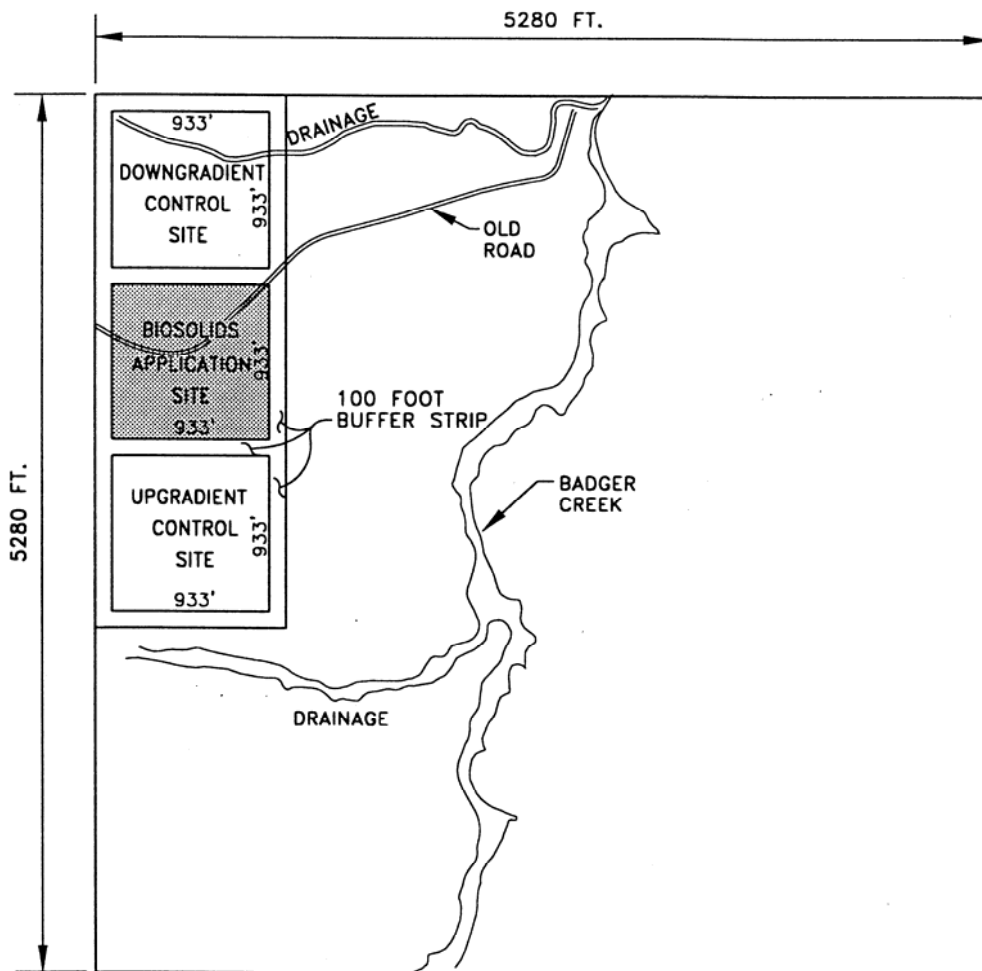 5280 FT.
933'
DRAINAGE
DOWNGRADIENT
CONTROL
SITE
933'
OLD
ROAD
BIOSOLIDS
APPLICATION
SITE
933'
933'
100 FOOT
BUFFER STRIP
5280 FT.
UPGRADIENT
CONTROL
SITE
933'
933'
BADGER
CREEK
DRAINAGE